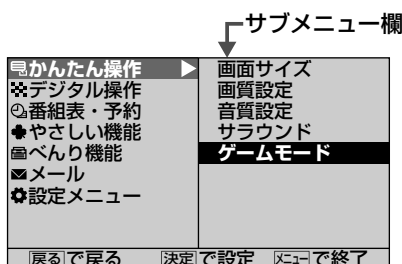 サブメニュー欄
かんたん操作
デジタル操作
番組表・予約
やさしい機能
べんり機能
メール
設定メニュー
画面サイズ
画質設定
音質設定
サラウンド
ゲームモード
戻るで戻る 決定で設定 メニューで終了